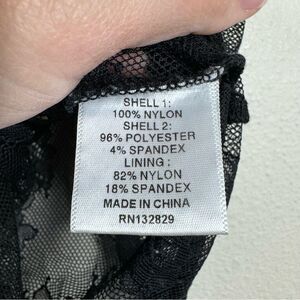 SHELL 1:
100% NYLON
SHELL 2:
96% POLYESTER
4% SPANDEX
LINING :
82% NYLON
18% SPANDEX
MADE IN CHINA
RN132829